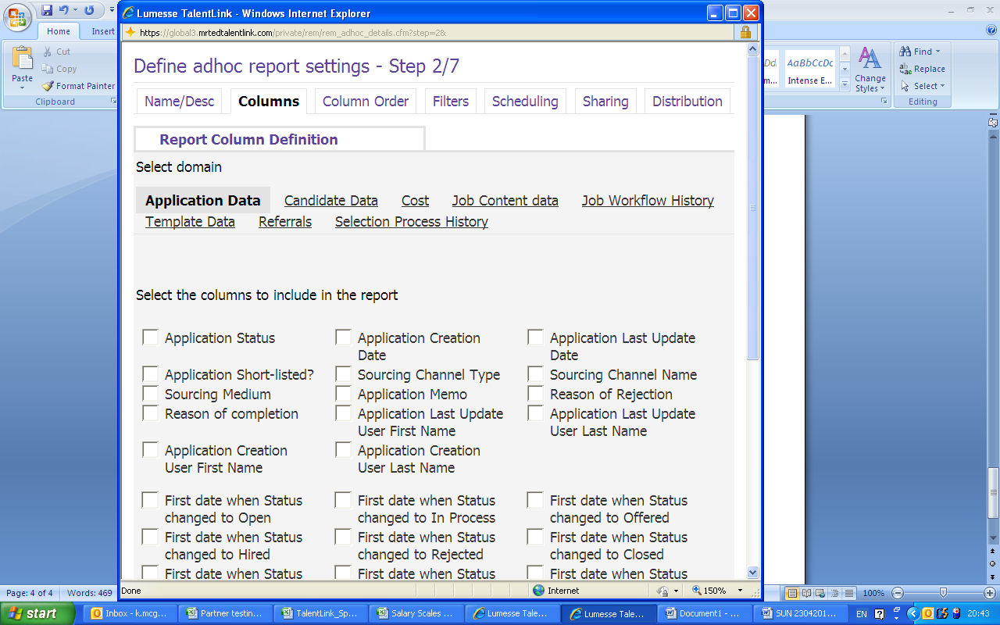 Lumesse TalentLink - Windows Internet Explorer
https://global3.mrtedtalentlink.com/private/rem/rem_adhoc_details.cfm?step=2&
Home Insert
Cut
Copy
Format Painter
Paste
Clipboard
AaBbCcDc
Intense E...
Change
Styles
Find
Replace
Select
Editing
Define adhoc report settings - Step 2/7
Name/Desc Columns Column Order Filters Scheduling Sharing Distribution
Report Column Definition
Select domain
Application Data Candidate Data Cost Job Content data Job Workflow History
Template Data Referrals Selection Process History
Select the columns to include in the report
Application Status
Application Creation
Date
Application Last Update
Date
Application Short-listed? Sourcing Channel Type Sourcing Channel Name
Sourcing Medium Application Memo Reason of Rejection
Reason of completion
Application Last Update
User First Name
Application Last Update
User Last Name
Application Creation
User First Name
Application Creation
User Last Name
First date when Status
changed to Open
First date when Status
changed to In Process
First date when Status
changed to Offered
First date when Status
changed to Hired
First date when Status
changed to Rejected
First date when Status
changed to Closed
First date when Status First date when Status First date when Status
Done Internet 150%
Page: 4 of 4 Words: 469 100%
start Inbox - k.mcg... Partner testin... TalentLink_Sp... Salary Scales ... Lumesse Tale... Lumesse Tale... Document1 - ... SUN 2304201... EN 20:43